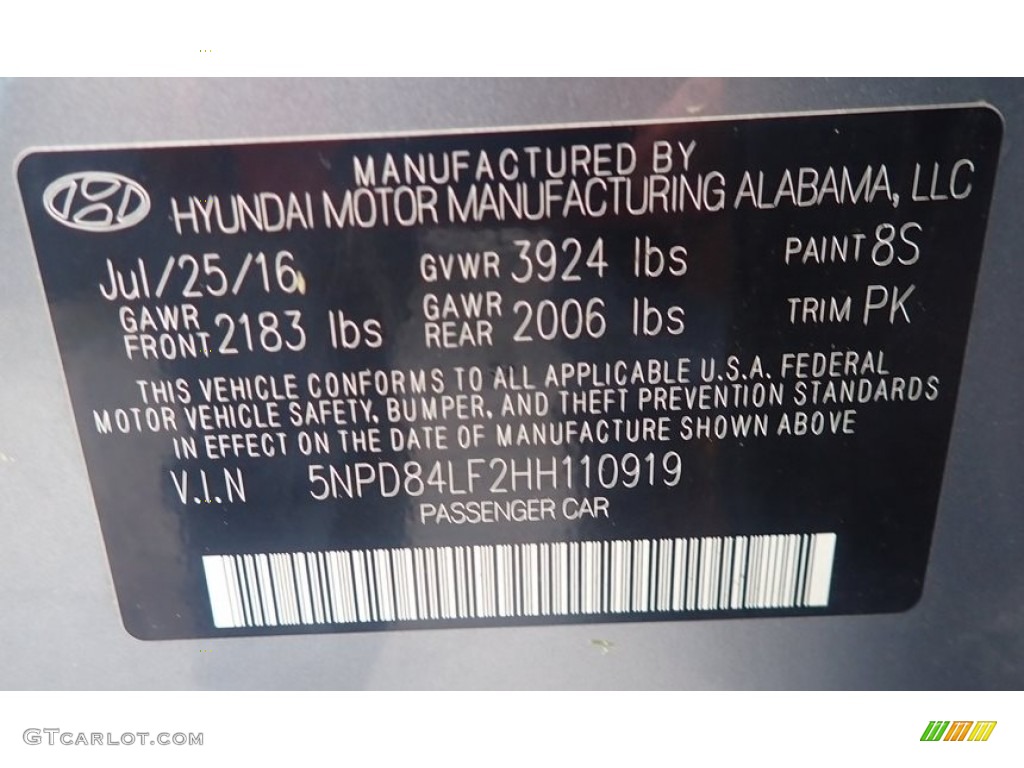 MANUFACTURED BY
HYUNDAI MOTOR MANUFACTURING ALABAMA, LLC
Jul/25/16 GVWR 3924 lbs PAINT 8S
GAWR FRONT 2183 lbs GAWR REAR 2006 lbs TRIM PK
THIS VEHICLE CONFORMS TO ALL APPLICABLE U.S.A. FEDERAL
MOTOR VEHICLE SAFETY, BUMPER, AND THEFT PREVENTION STANDARDS
IN EFFECT ON THE DATE OF MANUFACTURE SHOWN ABOVE
V.I.N 5NPD84LF2HH110919
PASSENGER CAR
GTCARLOT.COM